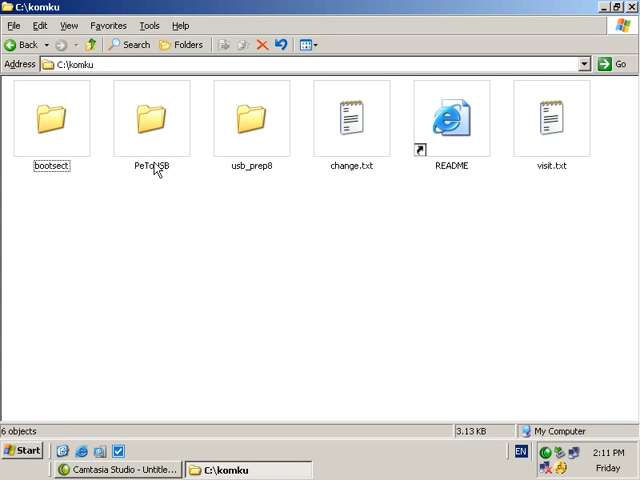 C:\komku
File Edit View Favorites Tools Help
Back Search Folders
Address C:\komku Go
bootsect PeToUSB usb_prep8 change.txt README visit.txt
6 objects 3.13 KB My Computer
Start EN 2:11 PM
Camtasia Studio - Untitle... C:\komku Friday